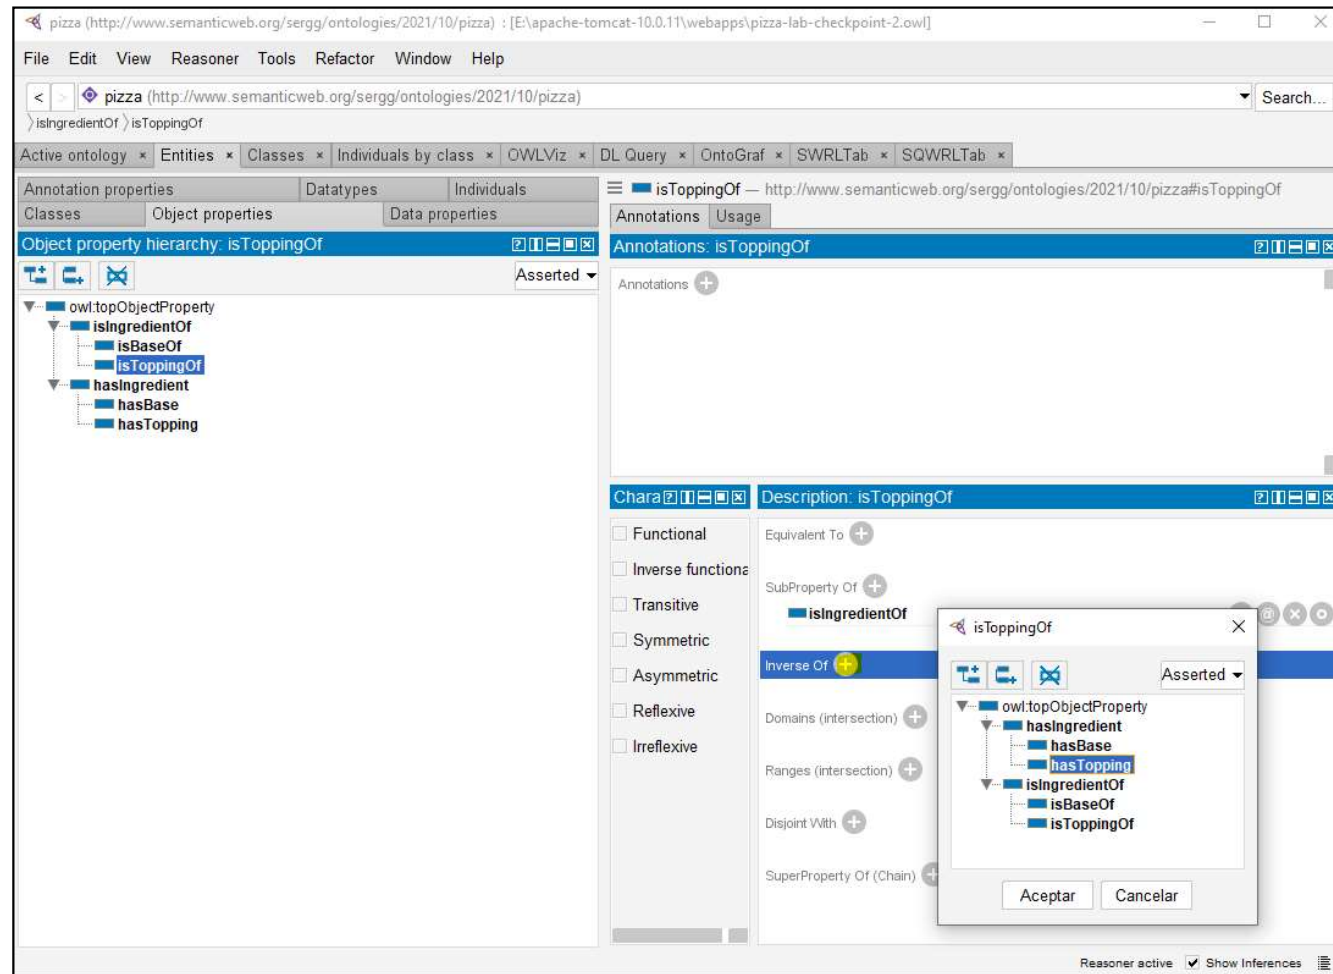 pizza (http://www.semanticweb.org/sergg/ontologies/2021/10/pizza) : [E:\apache-tomcat-10.0.11\webapps\pizza-lab-checkpoint-2.owl]
File Edit View Reasoner Tools Refactor Window Help
< > pizza (http://www.semanticweb.org/sergg/ontologies/2021/10/pizza) Search...
isIngredientOf isToppingOf
Active ontology × Entities × Classes × Individuals by class × OWLViz × DL Query × OntoGraf × SWRLTab × SQWRLTab ×
Annotation properties Datatypes Individuals
Classes Object properties Data properties
Object property hierarchy: isToppingOf
Asserted
owl:topObjectProperty
isIngredientOf
isBaseOf
isToppingOf
hasIngredient
hasBase
hasTopping
isToppingOf — http://www.semanticweb.org/sergg/ontologies/2021/10/pizza#isToppingOf
Annotations Usage
Annotations: isToppingOf
Annotations
Chara
Functional
Inverse functiona
Transitive
Symmetric
Asymmetric
Reflexive
Irreflexive
Description: isToppingOf
Equivalent To
SubProperty Of
isIngredientOf
Inverse Of
Domains (intersection)
Ranges (intersection)
Disjoint With
SuperProperty Of (Chain)
isToppingOf
Asserted
owl:topObjectProperty
hasIngredient
hasBase
hasTopping
isIngredientOf
isBaseOf
isToppingOf
Aceptar Cancelar
Reasoner active Show Inferences